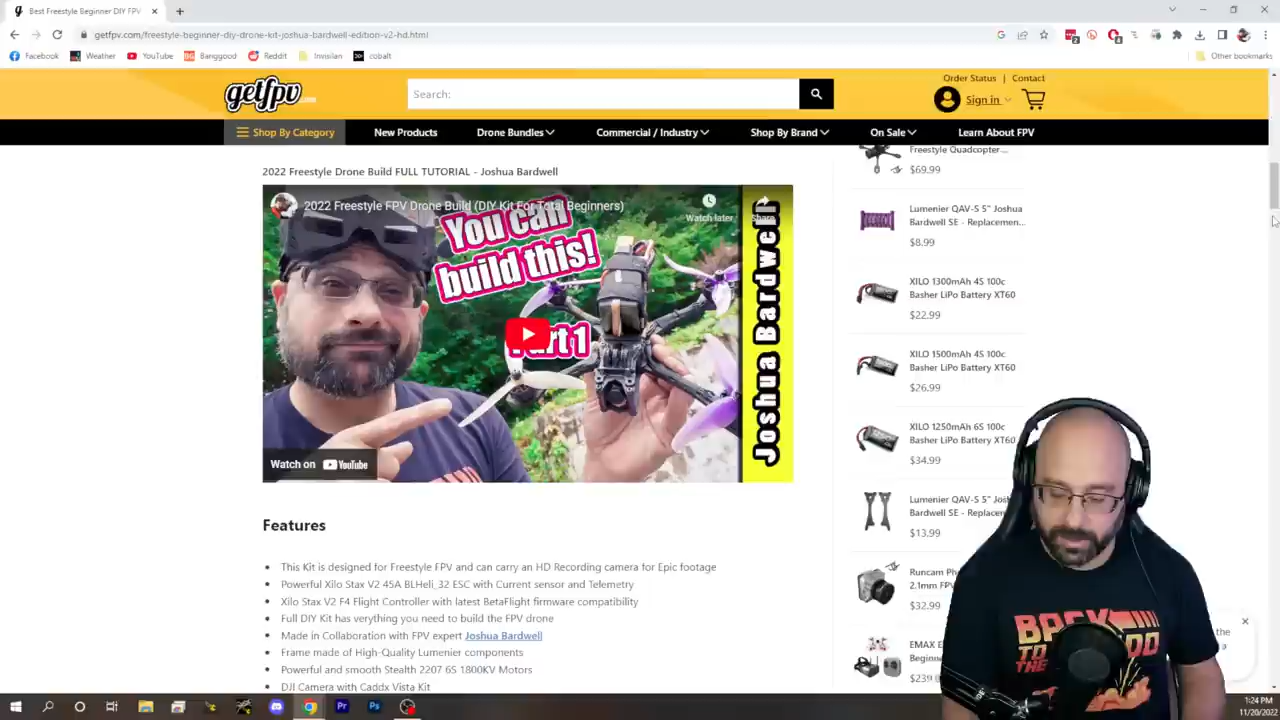 Best Freestyle Beginner DIY FPV
getfpv.com/freestyle-beginner-diy-drone-kit-joshua-bardwell-edition-v2-hd.html
Facebook
Weather
YouTube
Banggood
Reddit
Invisilan
cobalt
Other bookmarks
getfpv
Search:
Order Status | Contact
Sign in
Shop By Category
New Products
Drone Bundles
Commercial / Industry
Shop By Brand
On Sale
Learn About FPV
2022 Freestyle Drone Build FULL TUTORIAL - Joshua Bardwell
2022 Freestyle FPV Drone Build (DIY Kit For Total Beginners)
Watch later
Share
You can
build this!
Part 1
Joshua Bardwell
Watch on YouTube
Features
This Kit is designed for Freestyle FPV and can carry an HD Recording camera for Epic footage
Powerful Xilo Stax V2 45A BLHeli_32 ESC with Current sensor and Telemetry
Xilo Stax V2 F4 Flight Controller with latest BetaFlight firmware compatibility
Full DIY Kit has verything you need to build the FPV drone
Made in Collaboration with FPV expert Joshua Bardwell
Frame made of High-Quality Lumenier components
Powerful and smooth Stealth 2207 6S 1800KV Motors
DJI Camera with Caddx Vista Kit
Freestyle Quadcopter...
$69.99
Lumenier QAV-S 5" Joshua
Bardwell SE - Replacemen...
$8.99
XILO 1300mAh 4S 100c
Basher LiPo Battery XT60
$22.99
XILO 1500mAh 4S 100c
Basher LiPo Battery XT60
$26.99
XILO 1250mAh 6S 100c
Basher LiPo Battery XT60
$34.99
Lumenier QAV-S 5" Jos
Bardwell SE - Replacem
$13.99
Runcam Ph
2.1mm FPV
$32.99
EMAX E
Beginn
$239
the
a
BACK
TO THE
1:24 PM
11/20/2022